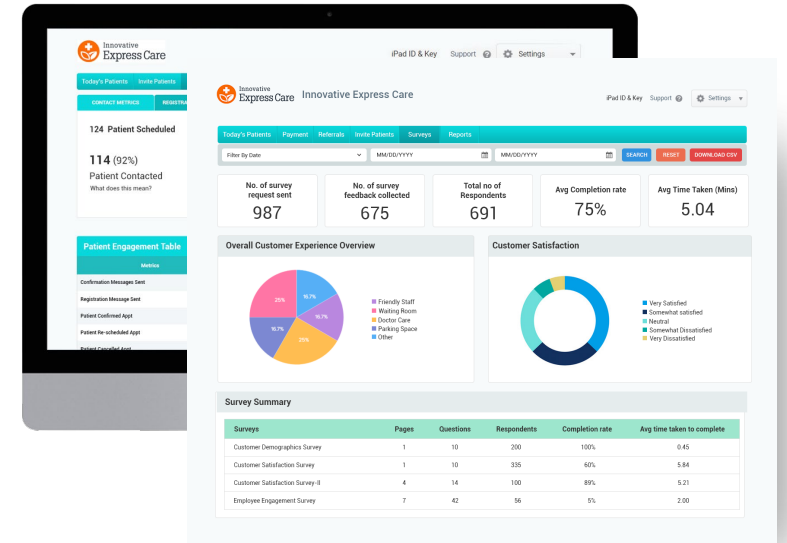 Innovative
Express Care
iPad ID & Key Support Settings
Today's Patients Invite Patients
CONTACT METRICS
124 Patient Scheduled
114 (92%)
Patient Contacted
What does this mean?
Patient Engagement Table
Metrics
Confirmation Messages Sent
Registration Message Sent
Patient Confirmed Appt
Patient Re-scheduled Appt
Patient Cancelled Appt
Innovative
Express Care
Innovative Express Care
iPad ID & Key Support Settings
Today's Patients Payment Referrals Invite Patients Surveys Reports
Filter By Date MM/DD/YYYY MM/DD/YYYY SEARCH RESET DOWNLOAD CSV
No. of survey
request sent
987
No. of survey
feedback collected
675
Total no of
Respondents
691
Avg Completion rate
75%
Avg Time Taken (Mins)
5.04
Overall Customer Experience Overview
25%
16.7%
16.7%
16.7%
25%
Friendly Staff
Waiting Room
Doctor Care
Parking Space
Other
Customer Satisfaction
Very Satisfied
Somewhat satisfied
Neutral
Somewhat Dissatisfied
Very Dissatisfied
Survey Summary
Surveys Pages Questions Respondents Completion rate Avg time taken to complete
Customer Demographics Survey 1 10 200 100% 0.45
Customer Satisfaction Survey 1 10 335 60% 5.84
Customer Satisfaction Survey-II 4 14 100 89% 5.21
Employee Engagement Survey 7 42 56 5% 2.00